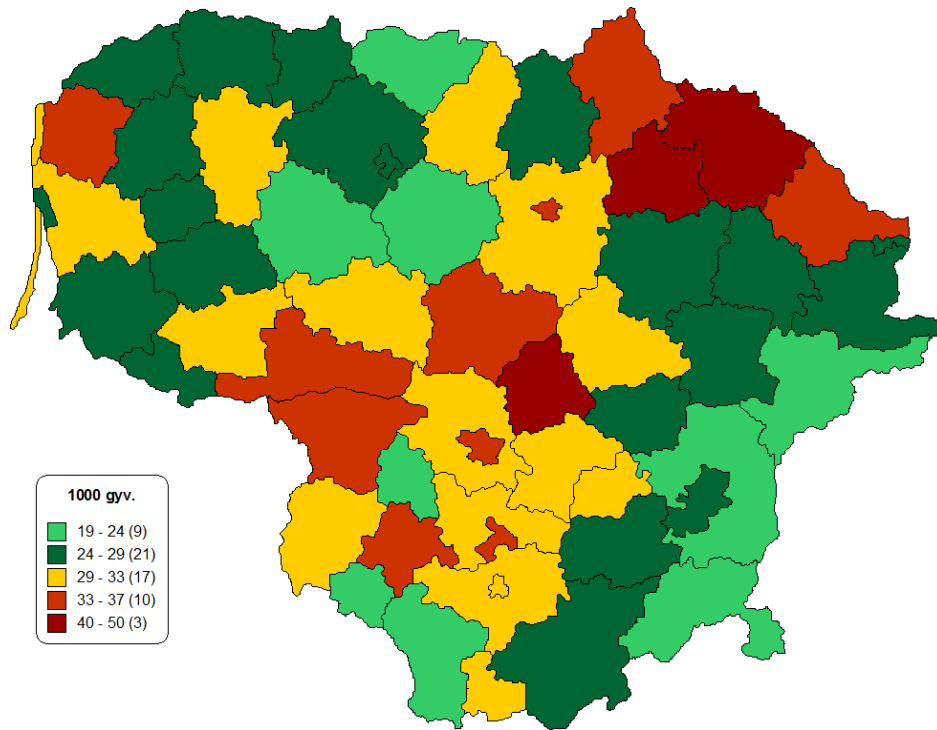 1000 gyv.
19 - 24 (9)
24 - 29 (21)
29 - 33 (17)
33 - 37 (10)
40 - 50 (3)